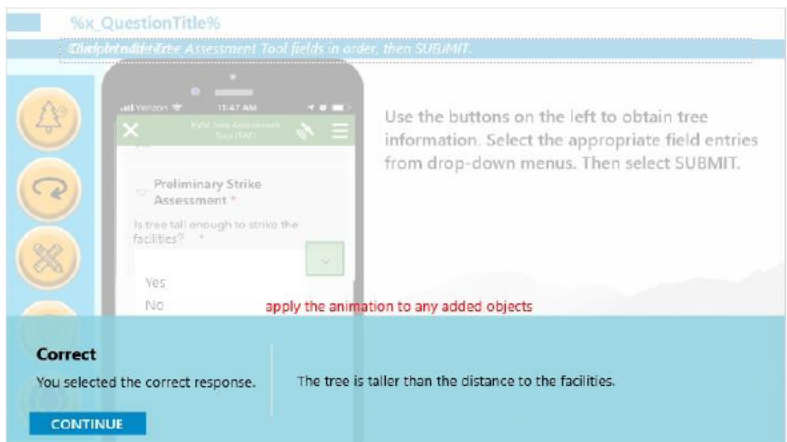 %x_QuestionTitle%
Complete the Tree Assessment Tool fields in order, then SUBMIT.
Verizon 11:47 AM
EVM Tree Assessment
Tool (TAT)
Preliminary Strike
Assessment *
Is tree tall enough to strike the
facilities? *
Yes
No
Use the buttons on the left to obtain tree
information. Select the appropriate field entries
from drop-down menus. Then select SUBMIT.
apply the animation to any added objects
Correct
You selected the correct response.
The tree is taller than the distance to the facilities.
CONTINUE